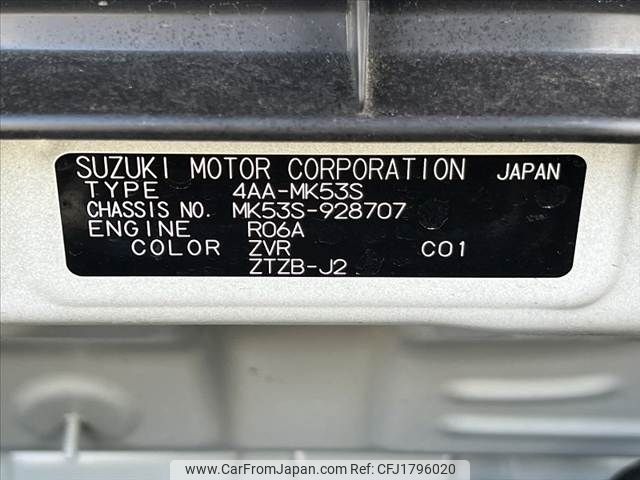 SUZUKI MOTOR CORPORATION JAPAN
TYPE 4AA-MK53S
CHASSIS NO. MK53S-928707
ENGINE R06A
COLOR ZVR C01
ZTZB-J2
www.CarFromJapan.com - Ref No: CFJ1796020